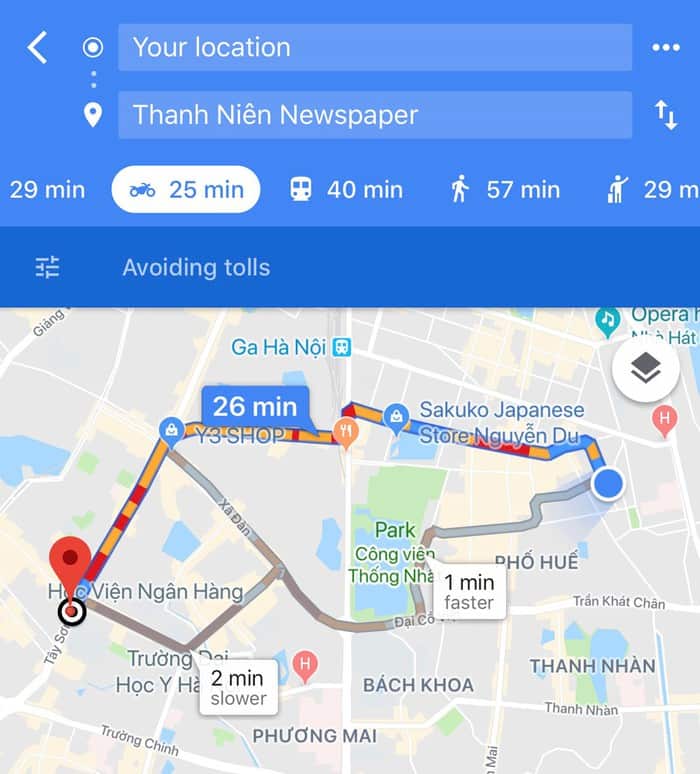 Your location
Thanh Niên Newspaper
29 min
25 min
40 min
57 min
29 m
Avoiding tolls
Giảng
Opera h
Nhà Hát
Ga Hà Nội
H
26 min
Sakuko Japanese
Store Nguyễn Du
Y3 SHOP
Xã Đàn
Park
Công viên
Thống Nhấ
PHỐ HUẾ
1 min
faster
Học Viện Ngân Hàng
Trần Khát Chân
Đại Cồ
Tây Sơn
Trường Đại
Học Y Hà
H
2 min
slower
THANH NHÀN
BÁCH KHOA
Thanh Nhàn
Trường Chinh
PHƯƠNG MAI
Mai